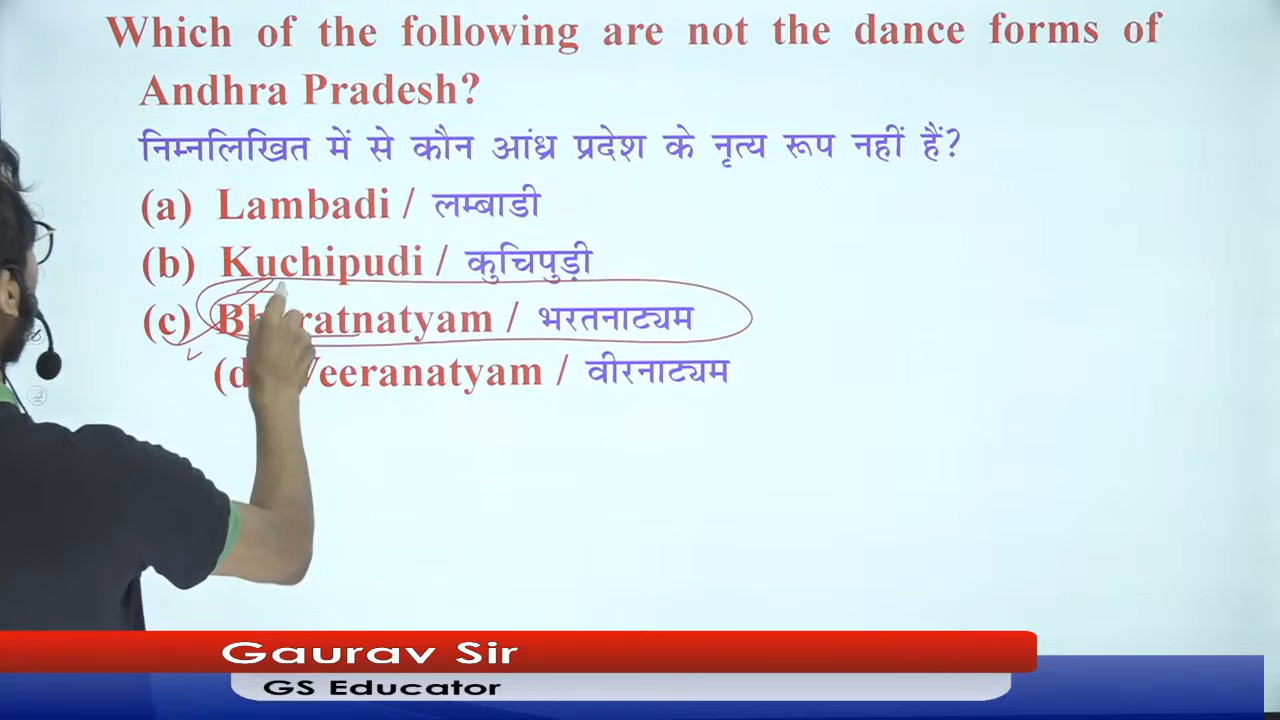 Which of the following are not the dance forms of
Andhra Pradesh?
निम्नलिखित में से कौन आंध्र प्रदेश के नृत्य रूप नहीं हैं?
(a) Lambadi / लम्बाडी
(b) Kuchipudi / कुचिपुड़ी
(c) Bharatnatyam / भरतनाट्यम
(d) Veeranatyam / वीरनाट्यम
Gaurav Sir
GS Educator